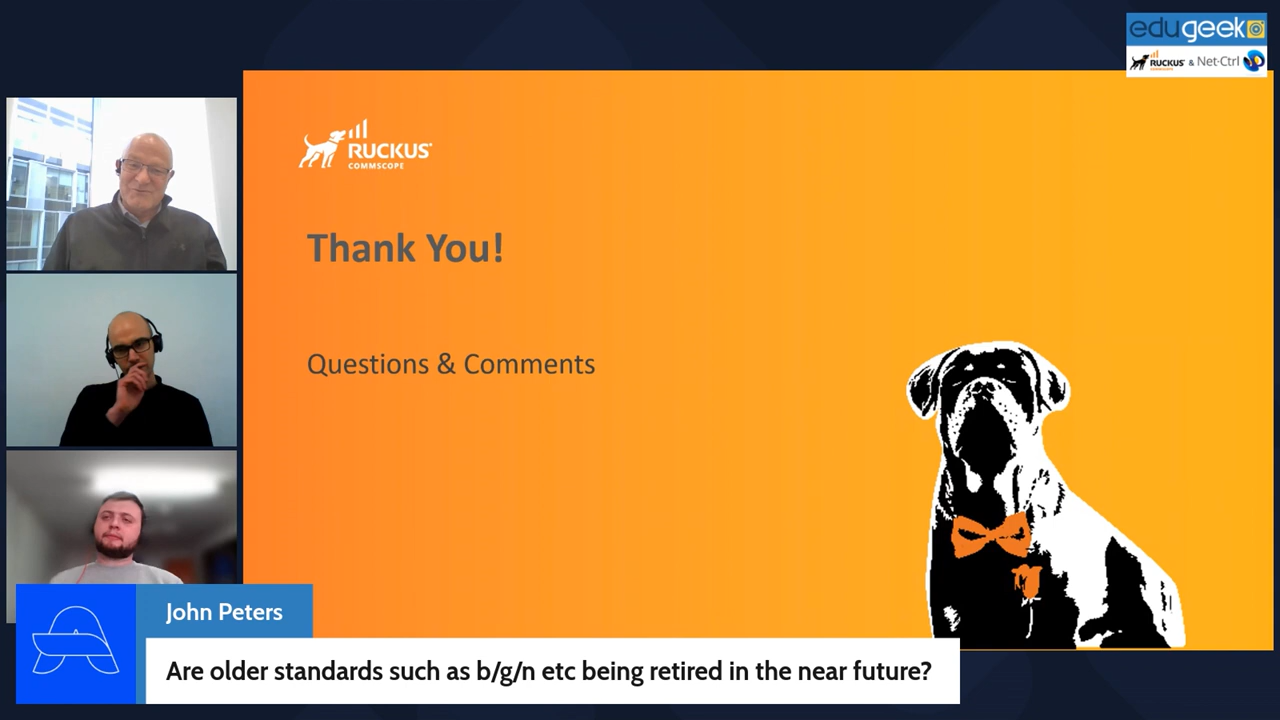 edugeek
RUCKUS & Net-Ctrl
COMMSCOPE
RUCKUS
COMMSCOPE
Thank You!
Questions & Comments
John Peters
Are older standards such as b/g/n etc being retired in the near future?